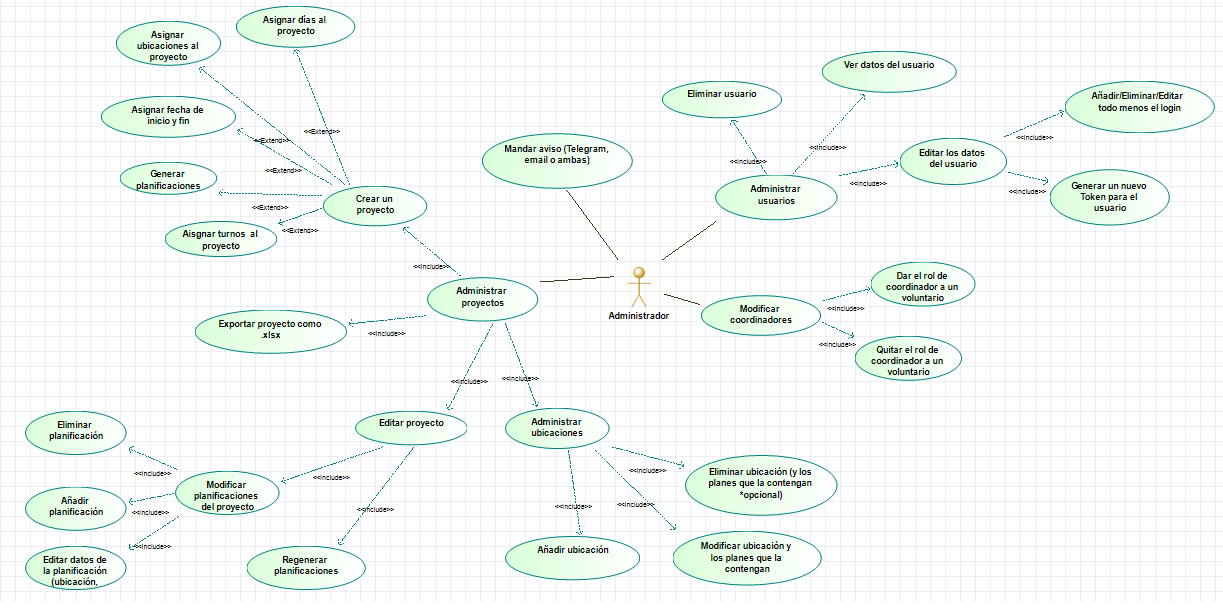 Asignar
ubicaciones al
proyecto
Asignar días al
proyecto
Asignar fecha de
inicio y fin
<<Extend>>
<<Extend>>
<<Extend>>
<<Extend>>
Generar
planificaciones
Aisgnar turnos al
proyecto
Crear un
proyecto
<<include>>
Administrar
proyectos
Exportar proyecto como
.xlsx
<<include>>
<<include>>
<<include>>
Mandar aviso (Telegram,
email o ambas)
Administrador
Eliminar usuario
Ver datos del usuario
<<include>>
<<include>>
<<include>>
Administrar
usuarios
Editar los datos
del usuario
<<include>>
<<include>>
Añadir/Eliminar/Editar
todo menos el login
Generar un nuevo
Token para el
usuario
Modificar
coordinadores
<<include>>
<<include>>
Dar el rol de
coordinador a un
voluntario
Quitar el rol de
coordinador a un
voluntario
Editar proyecto
<<include>>
<<include>>
Modificar
planificaciones
del proyecto
<<include>>
<<include>>
<<include>>
Eliminar
planificación
Añadir
planificación
Editar datos de
la planificación
(ubicación,
Regenerar
planificaciones
Administrar
ubicaciones
<<include>>
<<include>>
<<include>>
Eliminar ubicación (y los
planes que la contengan
*opcional)
Añadir ubicación
Modificar ubicación y
los planes que la
contengan